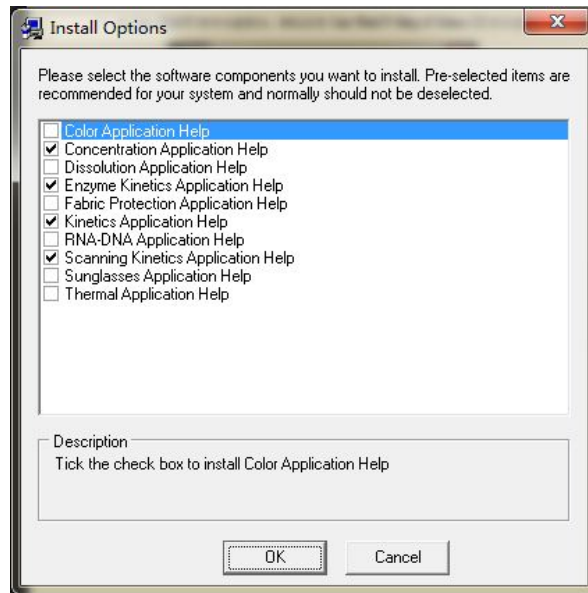 Install Options
Please select the software components you want to install. Pre-selected items are
recommended for your system and normally should not be deselected.
Color Application Help
Concentration Application Help
Dissolution Application Help
Enzyme Kinetics Application Help
Fabric Protection Application Help
Kinetics Application Help
RNA-DNA Application Help
Scanning Kinetics Application Help
Sunglasses Application Help
Thermal Application Help
Description
Tick the check box to install Color Application Help
OK
Cancel